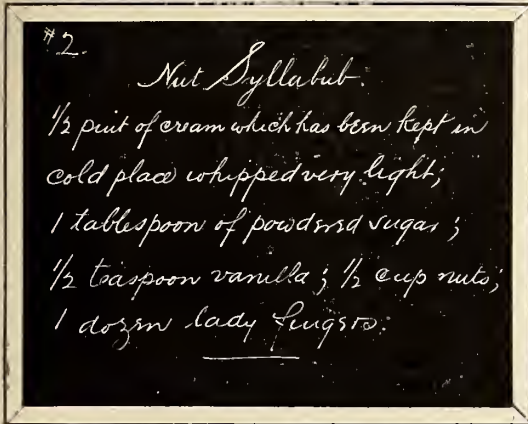 #2.
Nut Syllabub.
1/2 pint of cream which has been kept in
cold place whipped very light;
1 tablespoon of powdered sugar;
1/2 teaspoon vanilla; 1/2 cup nuts;
1 dozen lady fingers.